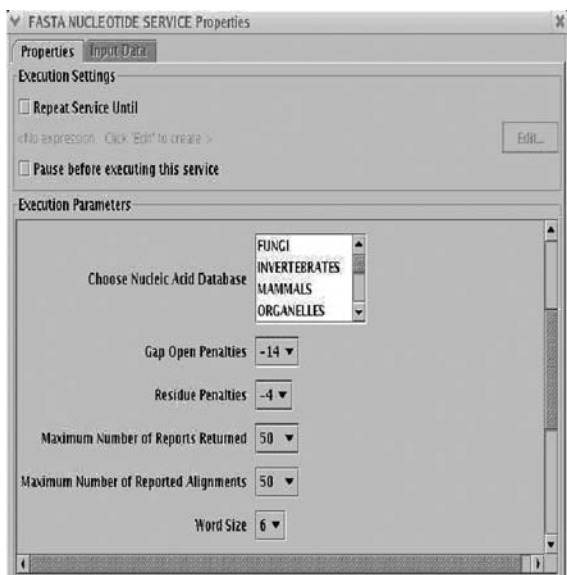 FASTA NUCLEOTIDE SERVICE Properties
Properties Input Data
Execution Settings
Repeat Service Until
<No expression. Click 'Edit' to create >
Edit...
Pause before executing this service
Execution Parameters
Choose Nucleic Acid Database
FUNGI
INVERTEBRATES
MAMMALS
ORGANELLES
Gap Open Penalties -14
Residue Penalties -4
Maximum Number of Reports Returned 50
Maximum Number of Reported Alignments 50
Word Size 6